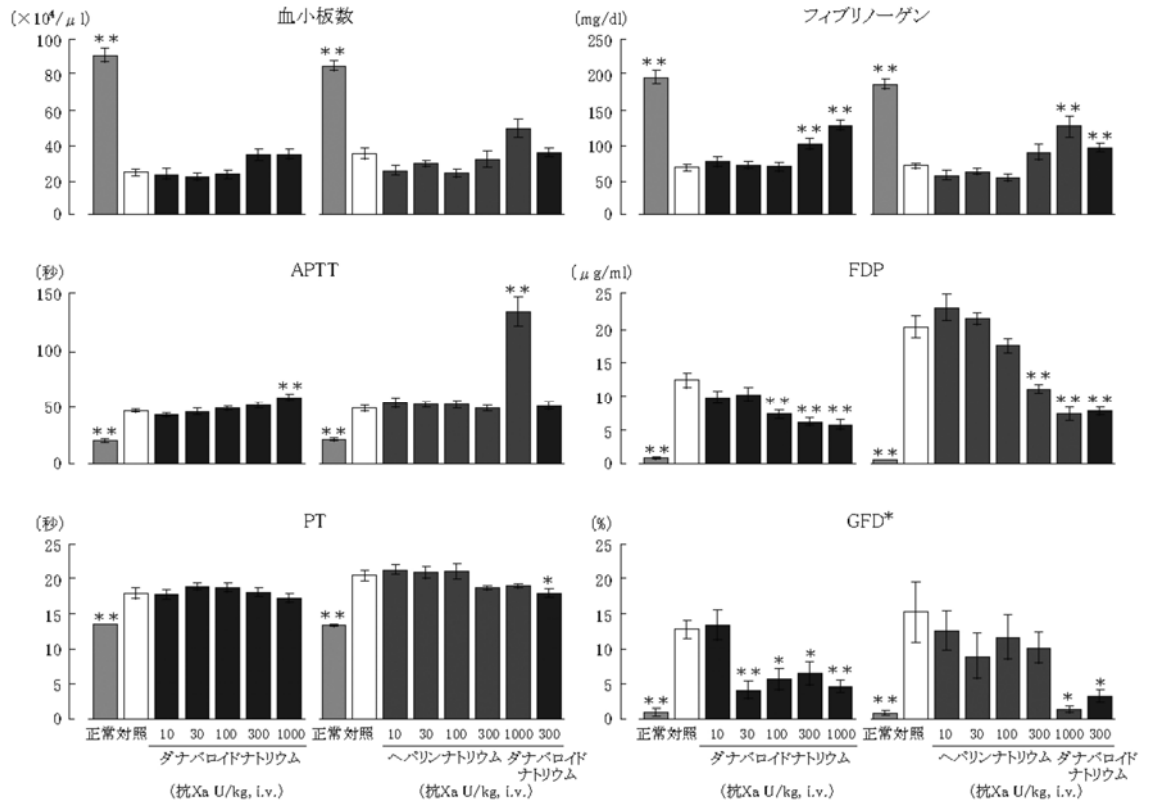 (×10⁴/μl) 血小板数
100
80
60
40
20
0
** **
(mg/dl) フィブリノーゲン
250
200
150
100
50
0
** ** ** ** ** **
(秒) APTT
150
100
50
0
** ** ** **
(μg/ml) FDP
25
20
15
10
5
0
** ** ** ** ** ** ** **
(秒) PT
25
20
15
10
5
0
** ** *
正常 対照 10 30 100 300 1000 正常 対照 10 30 100 300 1000 300
ダナパロイドナトリウム ヘパリンナトリウム ダナパロイド
ナトリウム
(抗Xa U/kg, i.v.) (抗Xa U/kg, i.v.)
(%) GFD*
25
20
15
10
5
0
** ** * * ** ** * *
正常 対照 10 30 100 300 1000 正常 対照 10 30 100 300 1000 300
ダナパロイドナトリウム ヘパリンナトリウム ダナパロイド
ナトリウム
(抗Xa U/kg, i.v.) (抗Xa U/kg, i.v.)